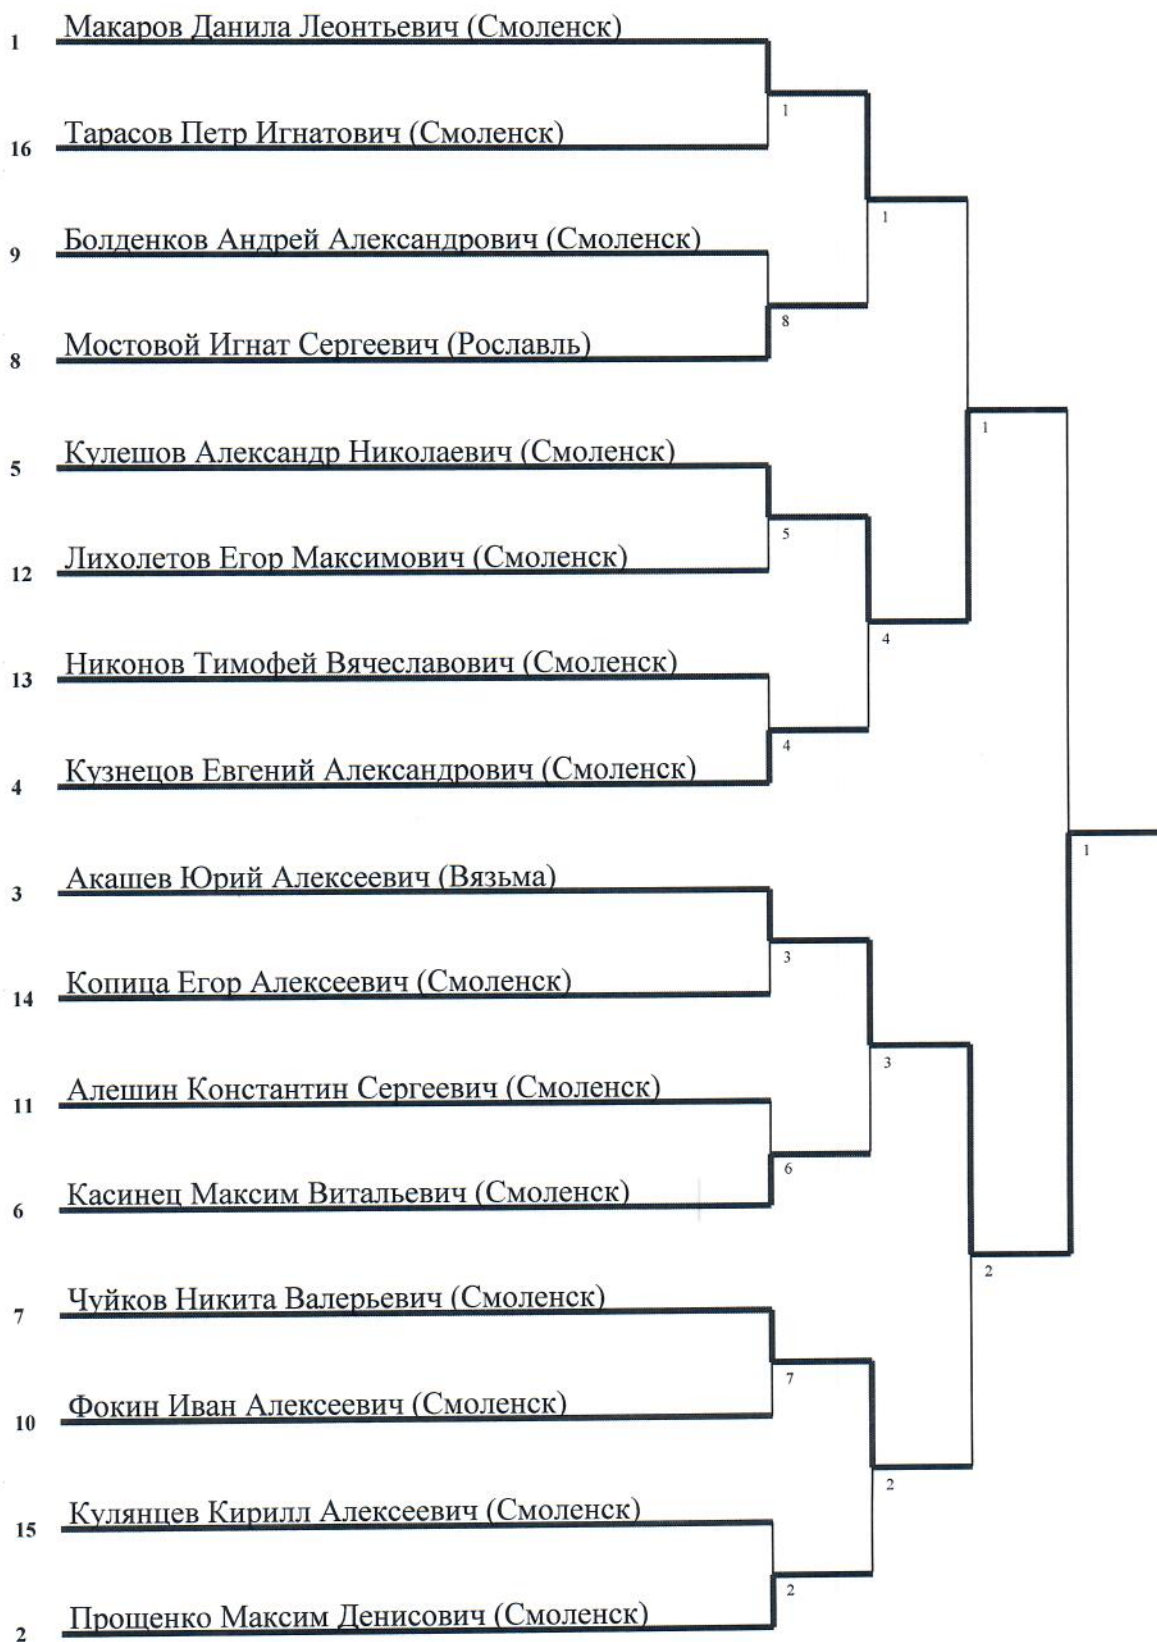 1 Макаров Данила Леонтьевич (Смоленск)
1
16 Тарасов Петр Игнатович (Смоленск)
1
9 Болденков Андрей Александрович (Смоленск)
8
8 Мостовой Игнат Сергеевич (Рославль)
1
5 Кулешов Александр Николаевич (Смоленск)
5
12 Лихолетов Егор Максимович (Смоленск)
4
13 Никонов Тимофей Вячеславович (Смоленск)
4
4 Кузнецов Евгений Александрович (Смоленск)
1
3 Акашев Юрий Алексеевич (Вязьма)
3
14 Копица Егор Алексеевич (Смоленск)
3
11 Алешин Константин Сергеевич (Смоленск)
6
6 Касинец Максим Витальевич (Смоленск)
2
7 Чуйков Никита Валерьевич (Смоленск)
7
10 Фокин Иван Алексеевич (Смоленск)
2
15 Кулянцев Кирилл Алексеевич (Смоленск)
2
2 Прощенко Максим Денисович (Смоленск)